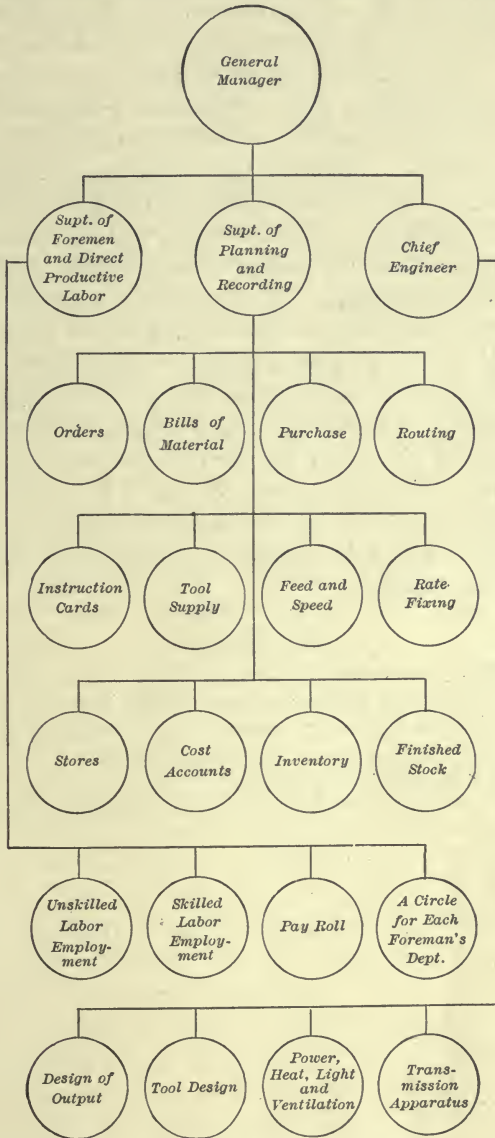 General
Manager
Supt. of
Foremen
and Direct
Productive
Labor
Supt. of
Planning
and
Recording
Chief
Engineer
Orders
Bills of
Material
Purchase
Routing
Instruction
Cards
Tool
Supply
Feed and
Speed
Rate
Fixing
Stores
Cost
Accounts
Inventory
Finished
Stock
Unskilled
Labor
Employ-
ment
Skilled
Labor
Employ-
ment
Pay Roll
A Circle
for Each
Foreman's
Dept.
Design of
Output
Tool Design
Power,
Heat, Light
and
Ventilation
Trans-
mission
Apparatus